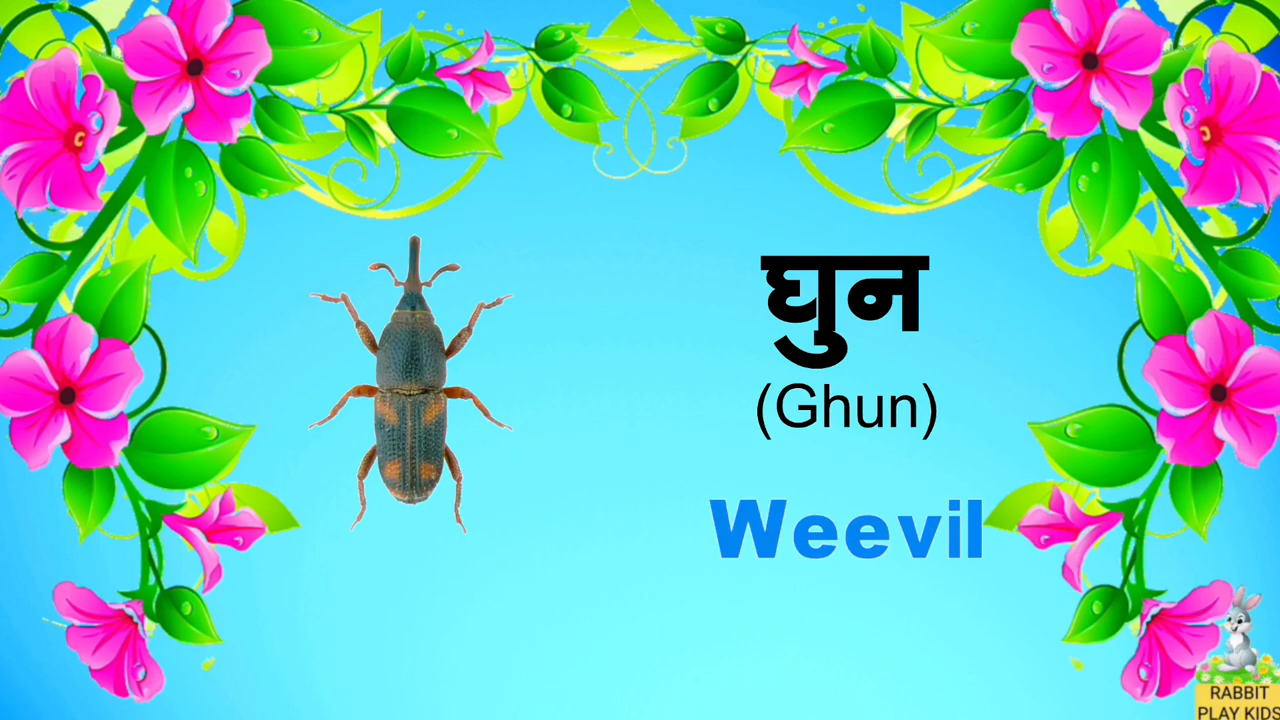 घुन
(Ghun)
Weevil
RABBIT
PLAY KIDS